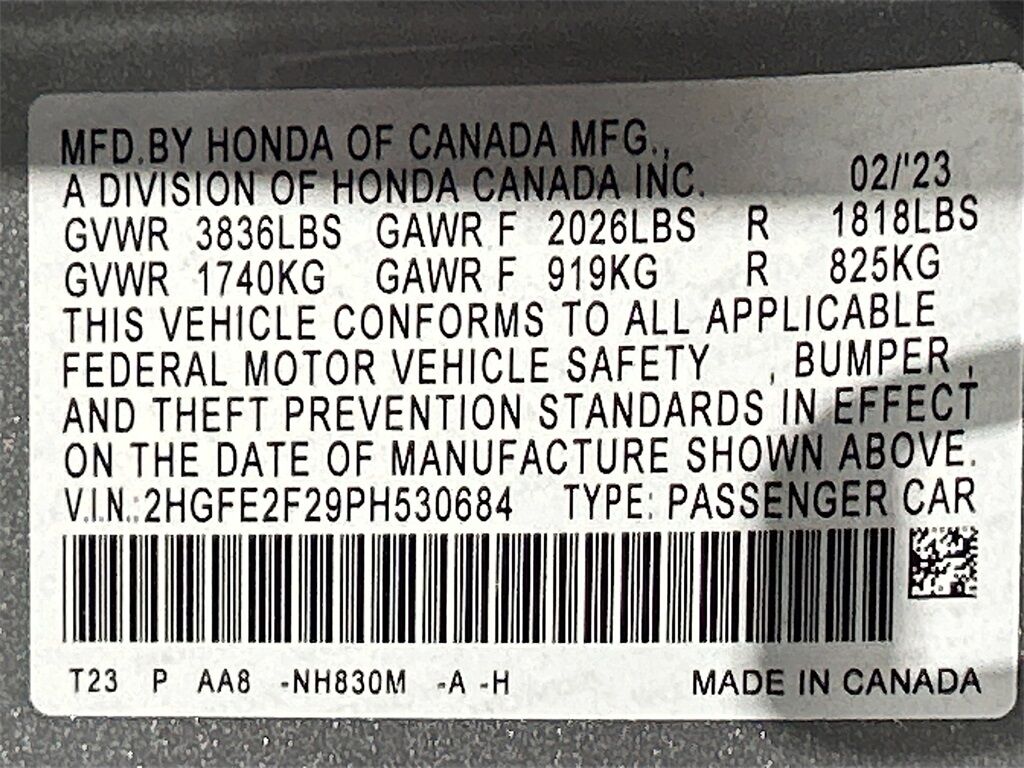 MFD.BY HONDA OF CANADA MFG.,
A DIVISION OF HONDA CANADA INC. 02/'23
GVWR 3836LBS GAWR F 2026LBS R 1818LBS
GVWR 1740KG GAWR F 919KG R 825KG
THIS VEHICLE CONFORMS TO ALL APPLICABLE
FEDERAL MOTOR VEHICLE SAFETY , BUMPER ,
AND THEFT PREVENTION STANDARDS IN EFFECT
ON THE DATE OF MANUFACTURE SHOWN ABOVE.
V.I.N.:2HGFE2F29PH530684 TYPE: PASSENGER CAR
T23 P AA8 -NH830M -A -H MADE IN CANADA